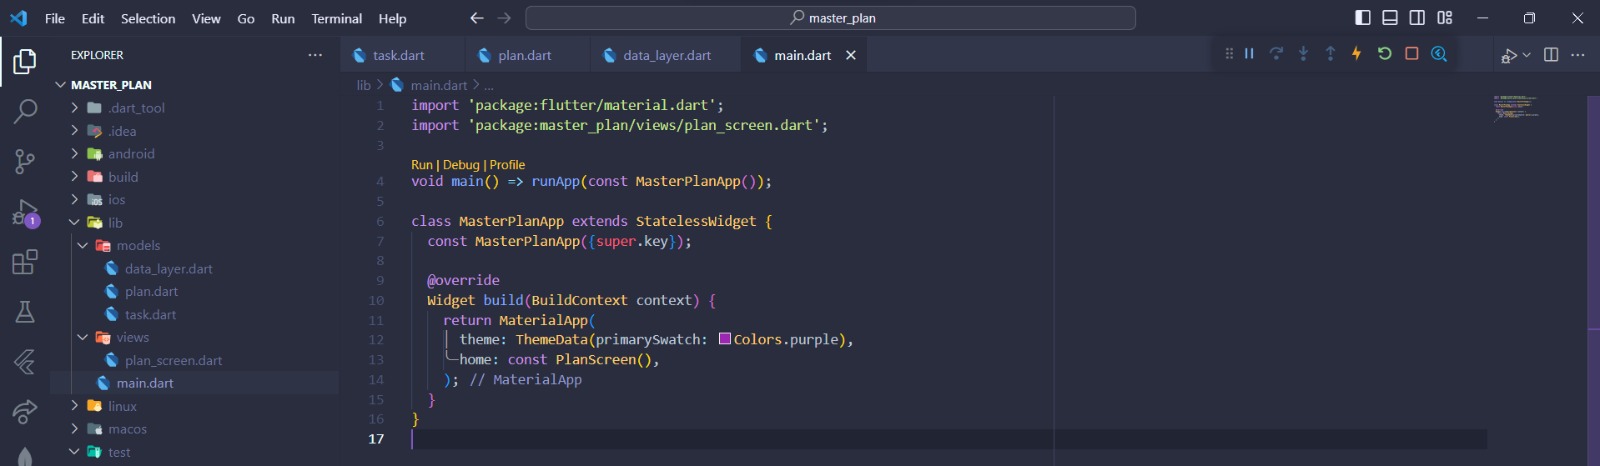 File Edit Selection View Go Run Terminal Help
master_plan
EXPLORER
MASTER_PLAN
.dart_tool
.idea
android
build
ios
lib
models
data_layer.dart
plan.dart
task.dart
views
plan_screen.dart
main.dart
linux
macos
test
1
task.dart plan.dart data_layer.dart main.dart
lib > main.dart > ...
1 import 'package:flutter/material.dart';
2 import 'package:master_plan/views/plan_screen.dart';
3
Run | Debug | Profile
4 void main() => runApp(const MasterPlanApp());
5
6 class MasterPlanApp extends StatelessWidget {
7 const MasterPlanApp({super.key});
8
9 @override
10 Widget build(BuildContext context) {
11 return MaterialApp(
12 theme: ThemeData(primarySwatch: Colors.purple),
13 home: const PlanScreen(),
14 ); // MaterialApp
15 }
16 }
17